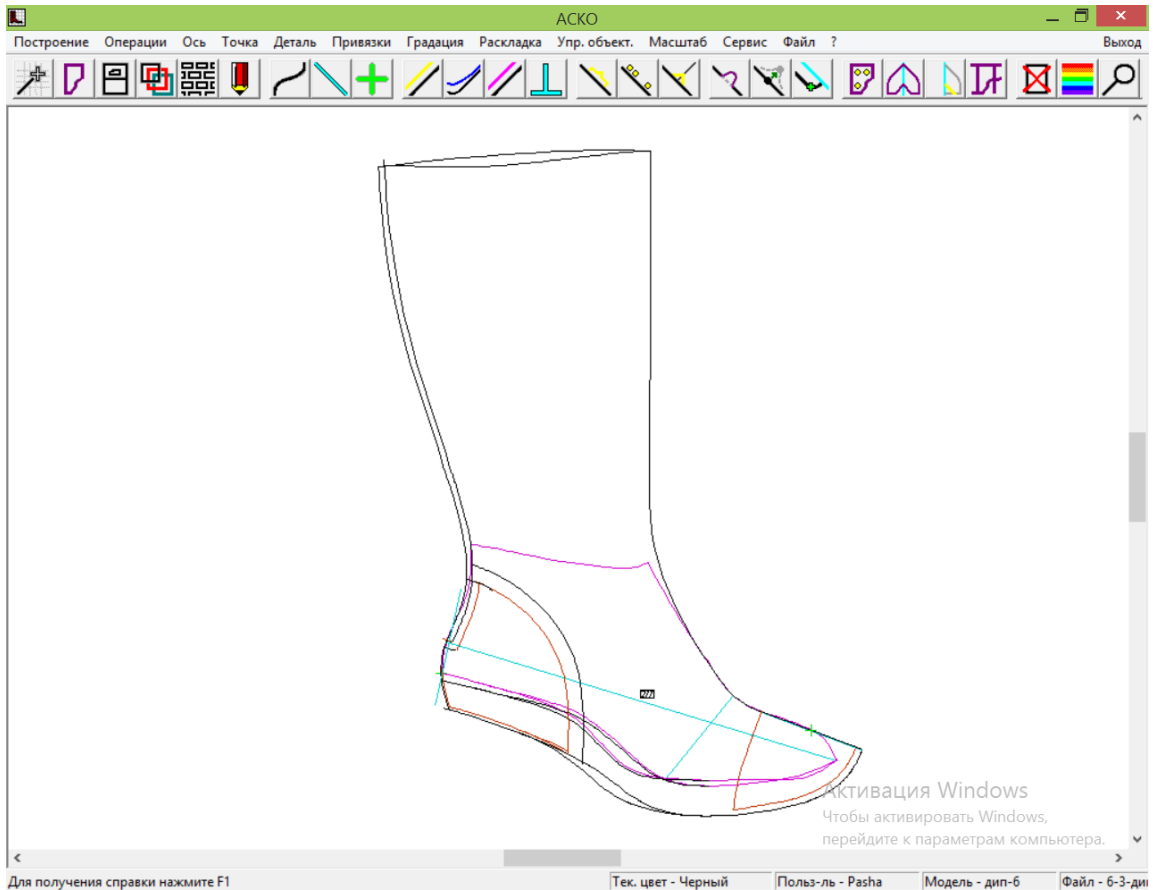 АСКО
Построение Операции Ось Точка Деталь Привязки Градация Раскладка Упр. объект. Масштаб Сервис Файл ? Выход
277
Активация Windows
Чтобы активировать Windows,
перейдите к параметрам компьютера.
Для получения справки нажмите F1 Тек. цвет - Черный Польз-ль - Pasha Модель - дип-6 Файл - 6-3-ди